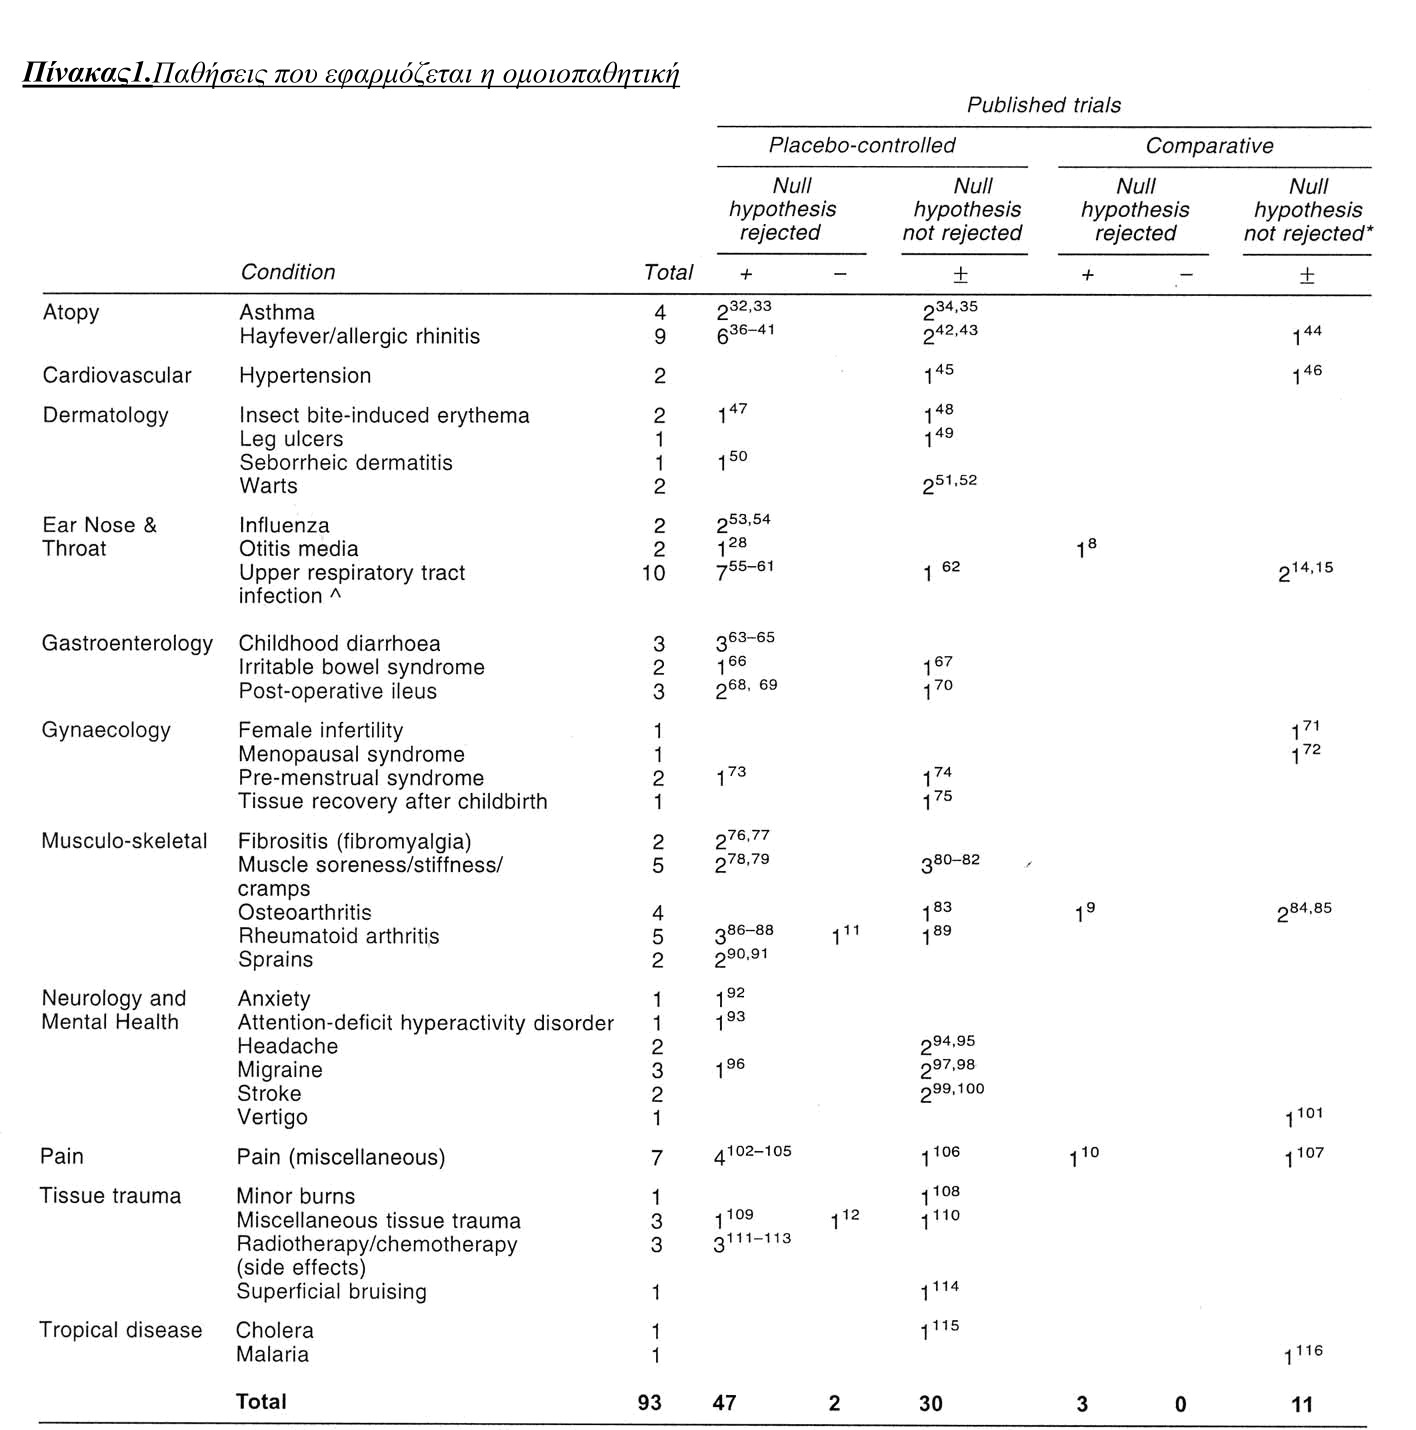 Πίνακας1.Παθήσεις που εφαρμόζεται η ομοιοπαθητική
Published trials
Placebo-controlled Comparative
Null hypothesis rejected Null hypothesis not rejected Null hypothesis rejected Null hypothesis not rejected*
Condition Total + − ± + − ±
Atopy Asthma 4 2³²,³³ 2³⁴,³⁵
Hayfever/allergic rhinitis 9 6³⁶⁻⁴¹ 2⁴²,⁴³ 1⁴⁴
Cardiovascular Hypertension 2 1⁴⁵ 1⁴⁶
Dermatology Insect bite-induced erythema 2 1⁴⁷ 1⁴⁸
Leg ulcers 1 1⁴⁹
Seborrheic dermatitis 1 1⁵⁰
Warts 2 2⁵¹,⁵²
Ear Nose & Influenza 2 2⁵³,⁵⁴
Throat Otitis media 2 1²⁸ 1⁸
Upper respiratory tract 10 7⁵⁵⁻⁶¹ 1 ⁶² 2¹⁴,¹⁵
infection ^
Gastroenterology Childhood diarrhoea 3 3⁶³⁻⁶⁵
Irritable bowel syndrome 2 1⁶⁶ 1⁶⁷
Post-operative ileus 3 2⁶⁸, ⁶⁹ 1⁷⁰
Gynaecology Female infertility 1 1⁷¹
Menopausal syndrome 1 1⁷²
Pre-menstrual syndrome 2 1⁷³ 1⁷⁴
Tissue recovery after childbirth 1 1⁷⁵
Musculo-skeletal Fibrositis (fibromyalgia) 2 2⁷⁶,⁷⁷
Muscle soreness/stiffness/ 5 2⁷⁸,⁷⁹ 3⁸⁰⁻⁸²
cramps
Osteoarthritis 4 1⁸³ 1⁹ 2⁸⁴,⁸⁵
Rheumatoid arthritis 5 3⁸⁶⁻⁸⁸ 1¹¹ 1⁸⁹
Sprains 2 2⁹⁰,⁹¹
Neurology and Anxiety 1 1⁹²
Mental Health Attention-deficit hyperactivity disorder 1 1⁹³
Headache 2 2⁹⁴,⁹⁵
Migraine 3 1⁹⁶ 2⁹⁷,⁹⁸
Stroke 2 2⁹⁹,¹⁰⁰
Vertigo 1 1¹⁰¹
Pain Pain (miscellaneous) 7 4¹⁰²⁻¹⁰⁵ 1¹⁰⁶ 1¹⁰ 1¹⁰⁷
Tissue trauma Minor burns 1 1¹⁰⁸
Miscellaneous tissue trauma 3 1¹⁰⁹ 1¹² 1¹¹⁰
Radiotherapy/chemotherapy 3 3¹¹¹⁻¹¹³
(side effects)
Superficial bruising 1 1¹¹⁴
Tropical disease Cholera 1 1¹¹⁵
Malaria 1 1¹¹⁶
Total 93 47 2 30 3 0 11